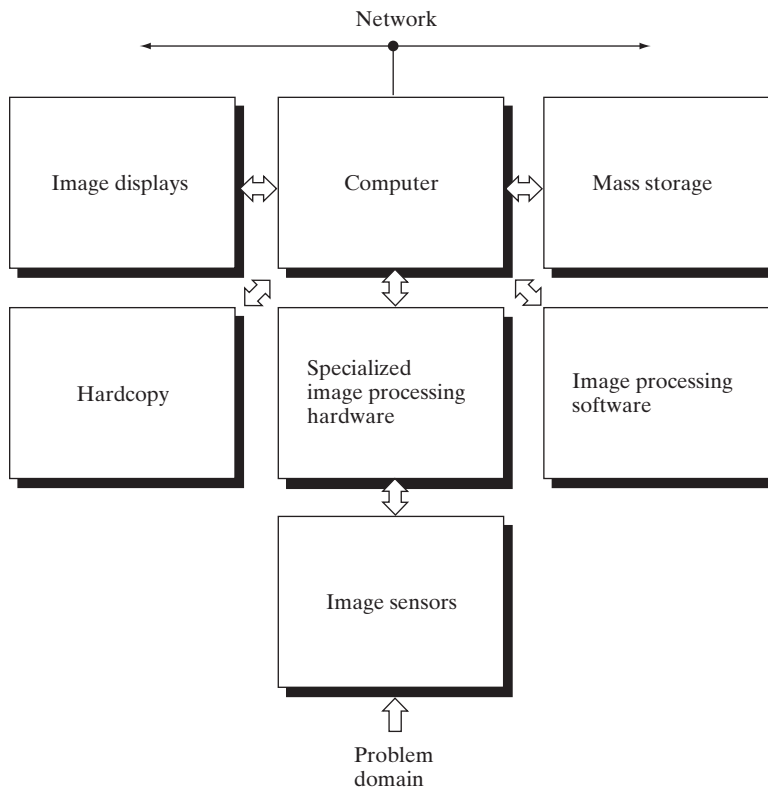 Network
Image displays
Computer
Mass storage
Hardcopy
Specialized
image processing
hardware
Image processing
software
Image sensors
Problem
domain